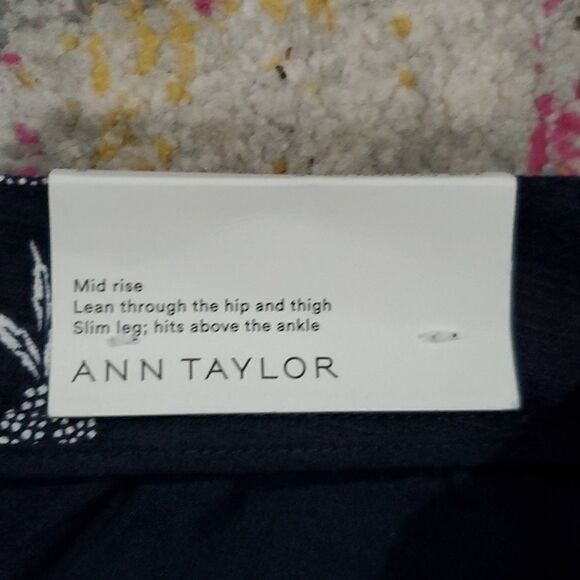 Mid rise
Lean through the hip and thigh
Slim leg; hits above the ankle
ANN TAYLOR